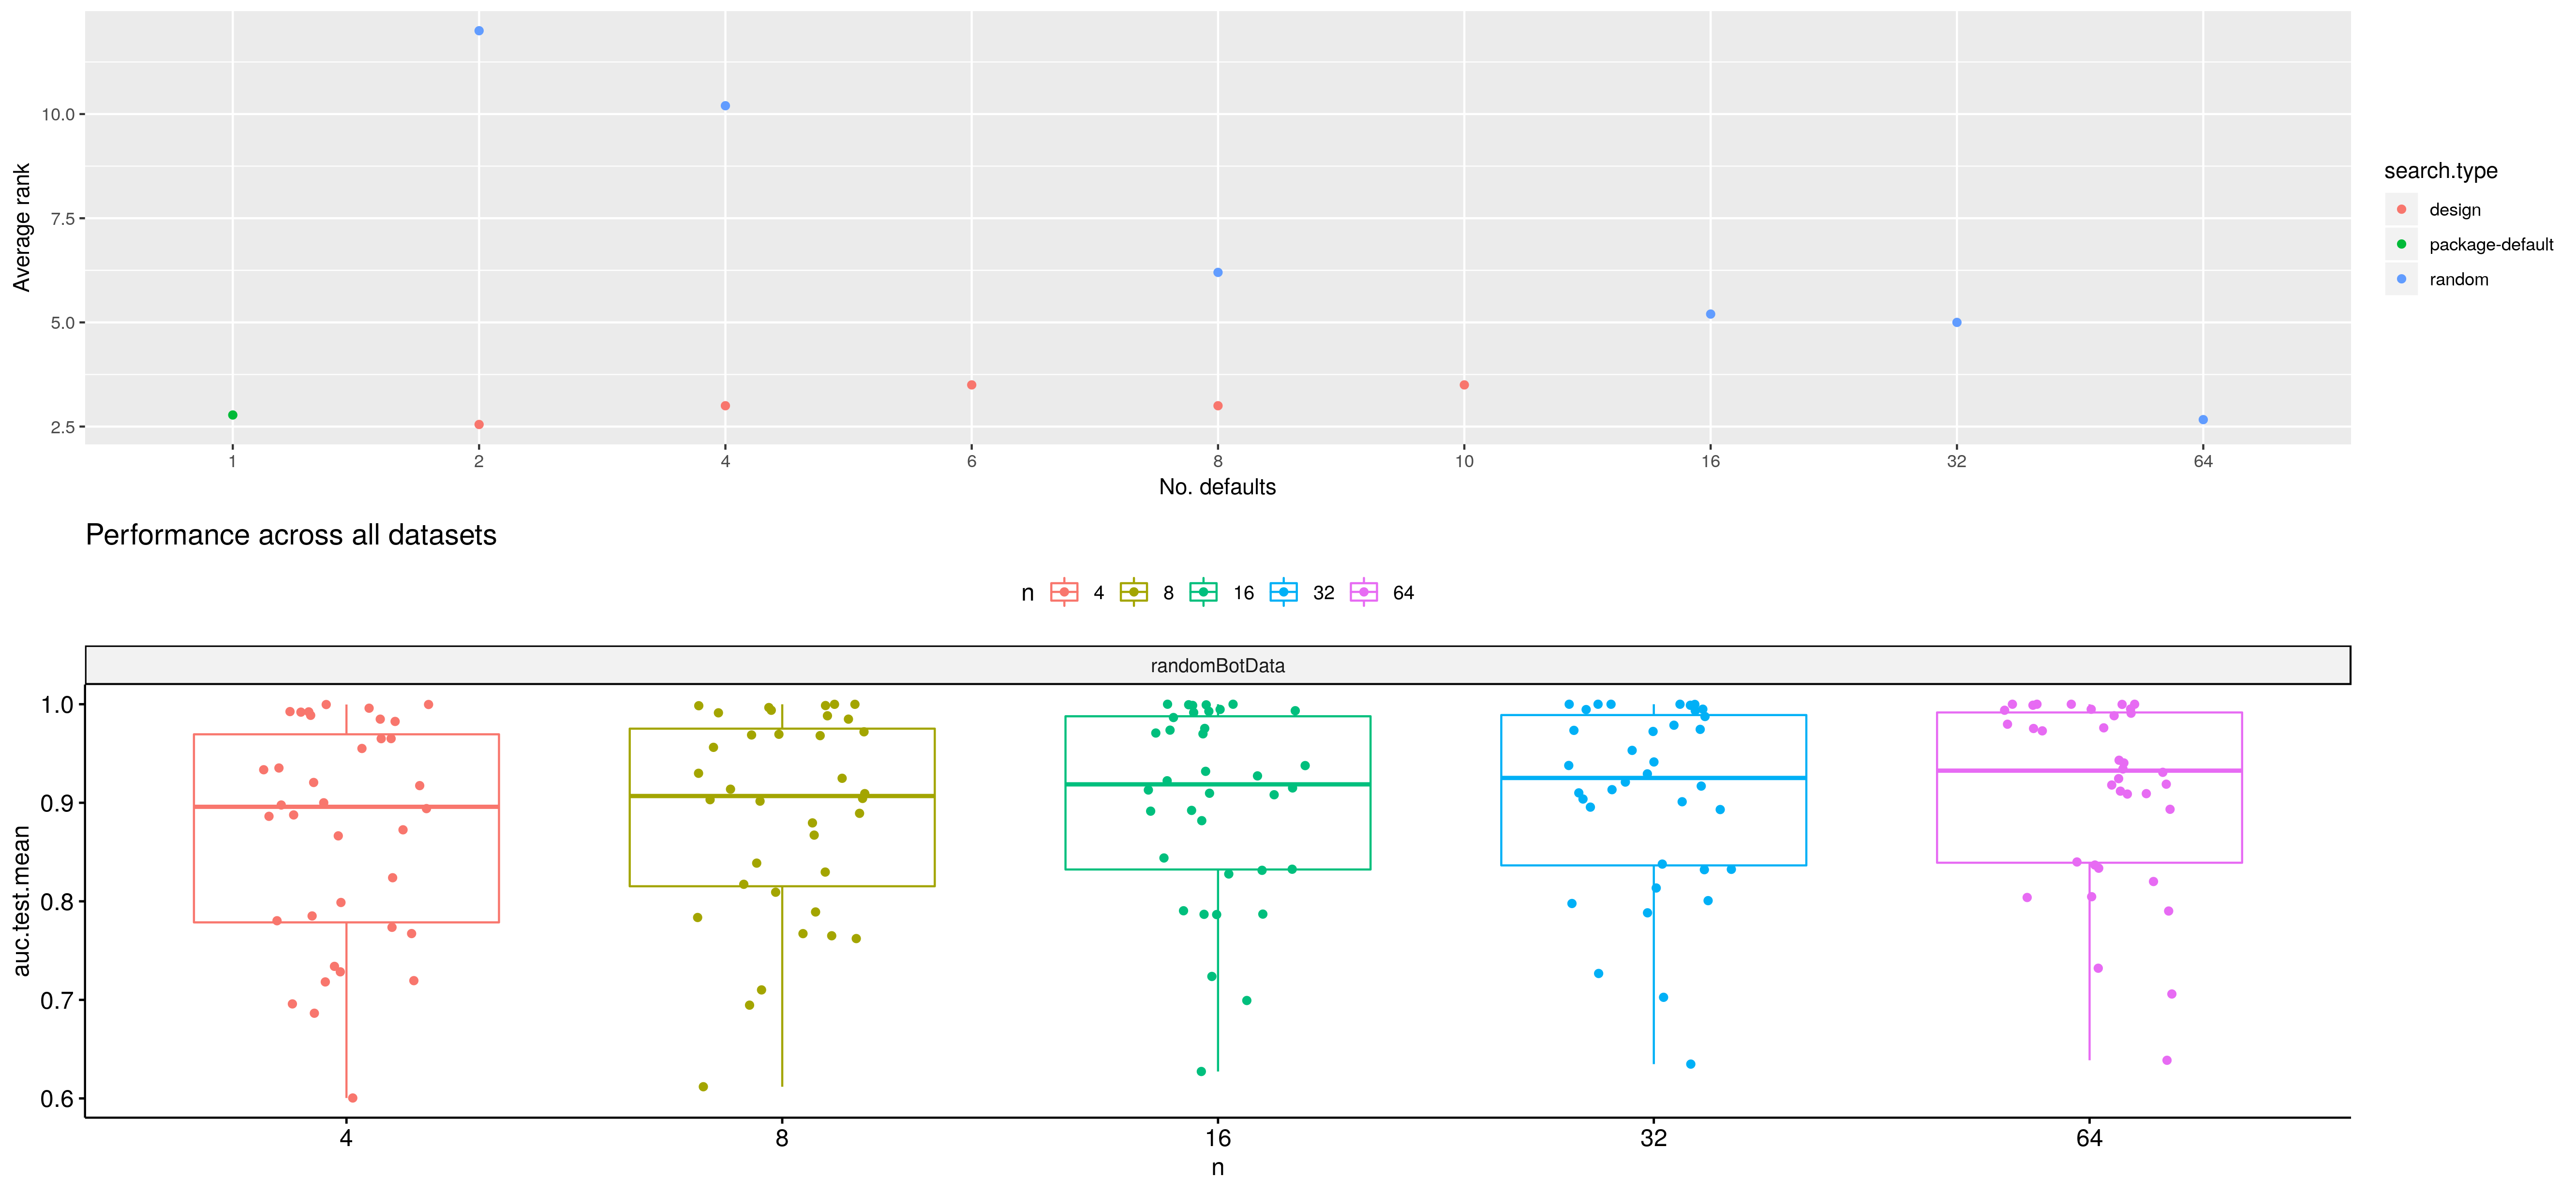 10.0
7.5
5.0
2.5
Average rank
1 2 4 6 8 10 16 32 64
No. defaults
search.type
design
package-default
random
Performance across all datasets
n 4 8 16 32 64
randomBotData
1.0
0.9
0.8
0.7
0.6
auc.test.mean
4 8 16 32 64
n